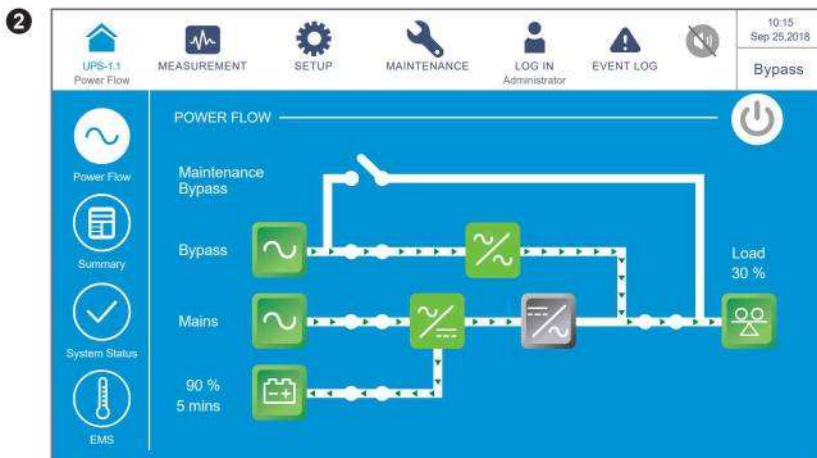 2
UPS-1.1
Power Flow
MEASUREMENT
SETUP
MAINTENANCE
LOG IN
Administrator
EVENT LOG
10:15
Sep 25,2018
Bypass
POWER FLOW
Power Flow
Summary
System Status
EMS
Maintenance
Bypass
Bypass
Mains
90 %
5 mins
Load
30 %